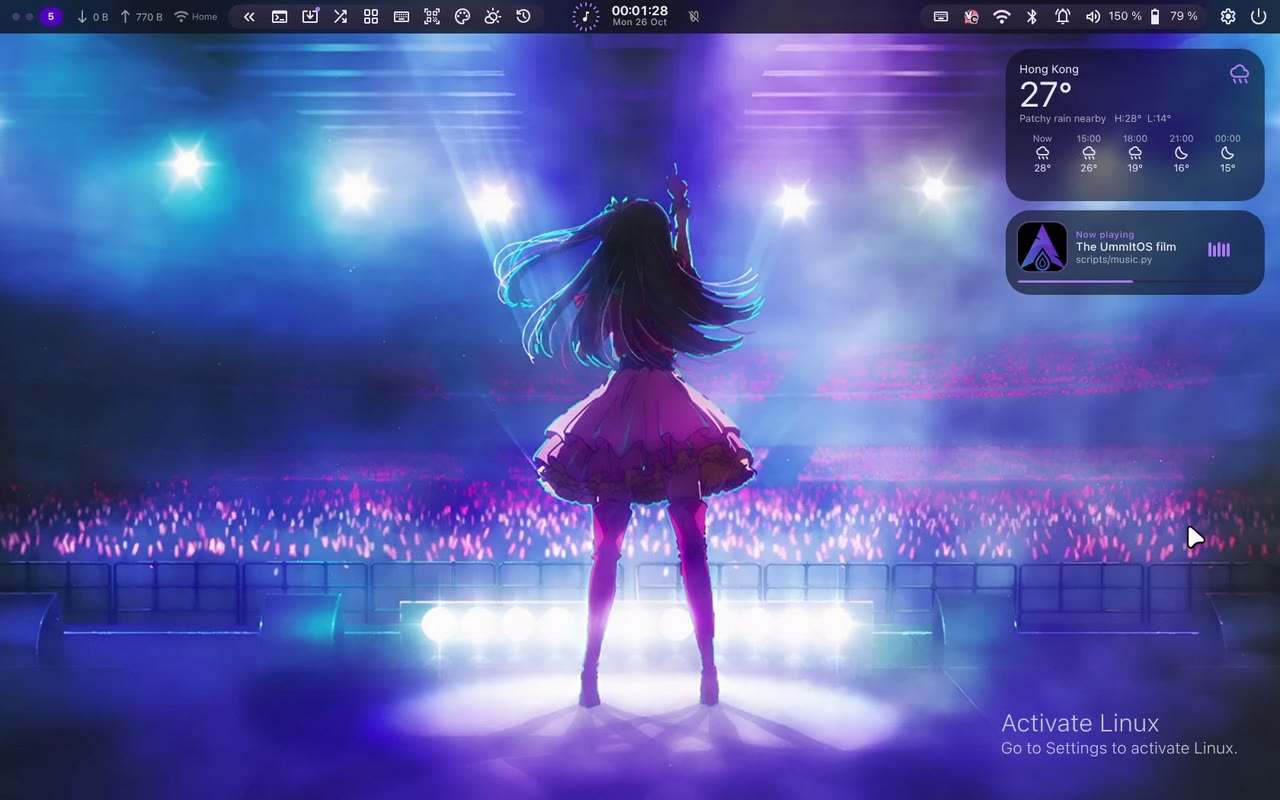 5 0 B 770 B Home 00:01:28 150 % 79 %
Mon 26 Oct
Hong Kong
27°
Patchy rain nearby H:28° L:14°
Now 15:00 18:00 21:00 00:00
28° 26° 19° 16° 15°
Now playing
The UmmItOS film
scripts/music.py
Activate Linux
Go to Settings to activate Linux.